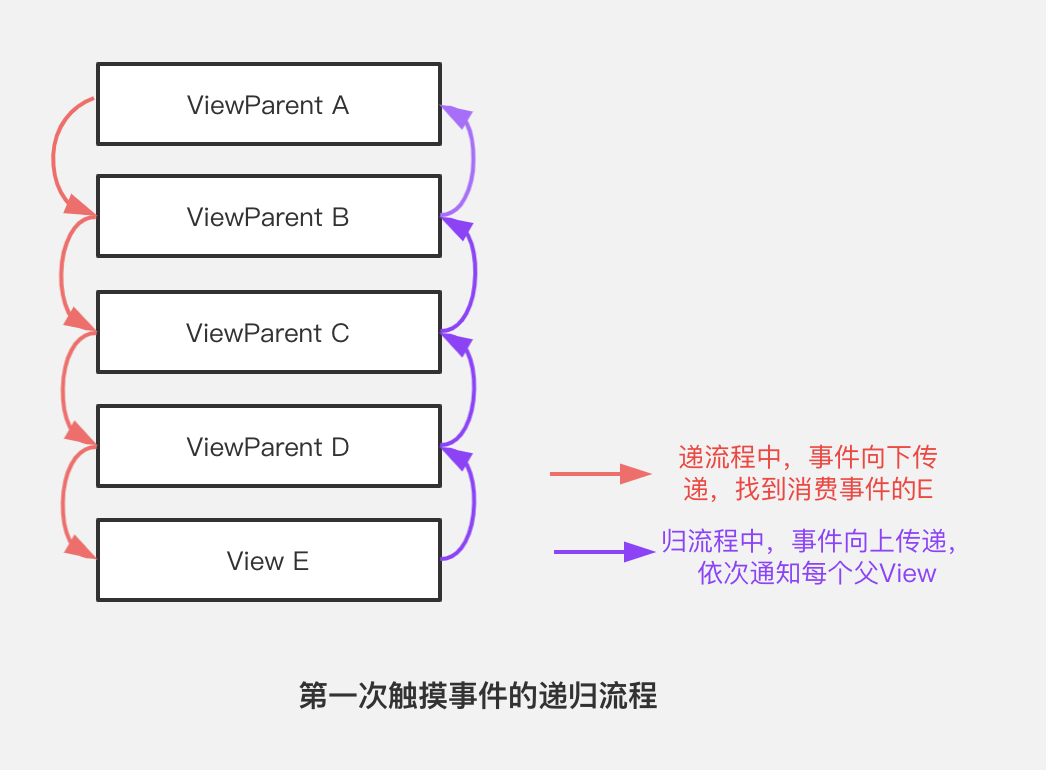 ViewParent A
ViewParent B
ViewParent C
ViewParent D
View E
递流程中，事件向下传
递，找到消费事件的E
归流程中，事件向上传递，
依次通知每个父View
第一次触摸事件的递归流程